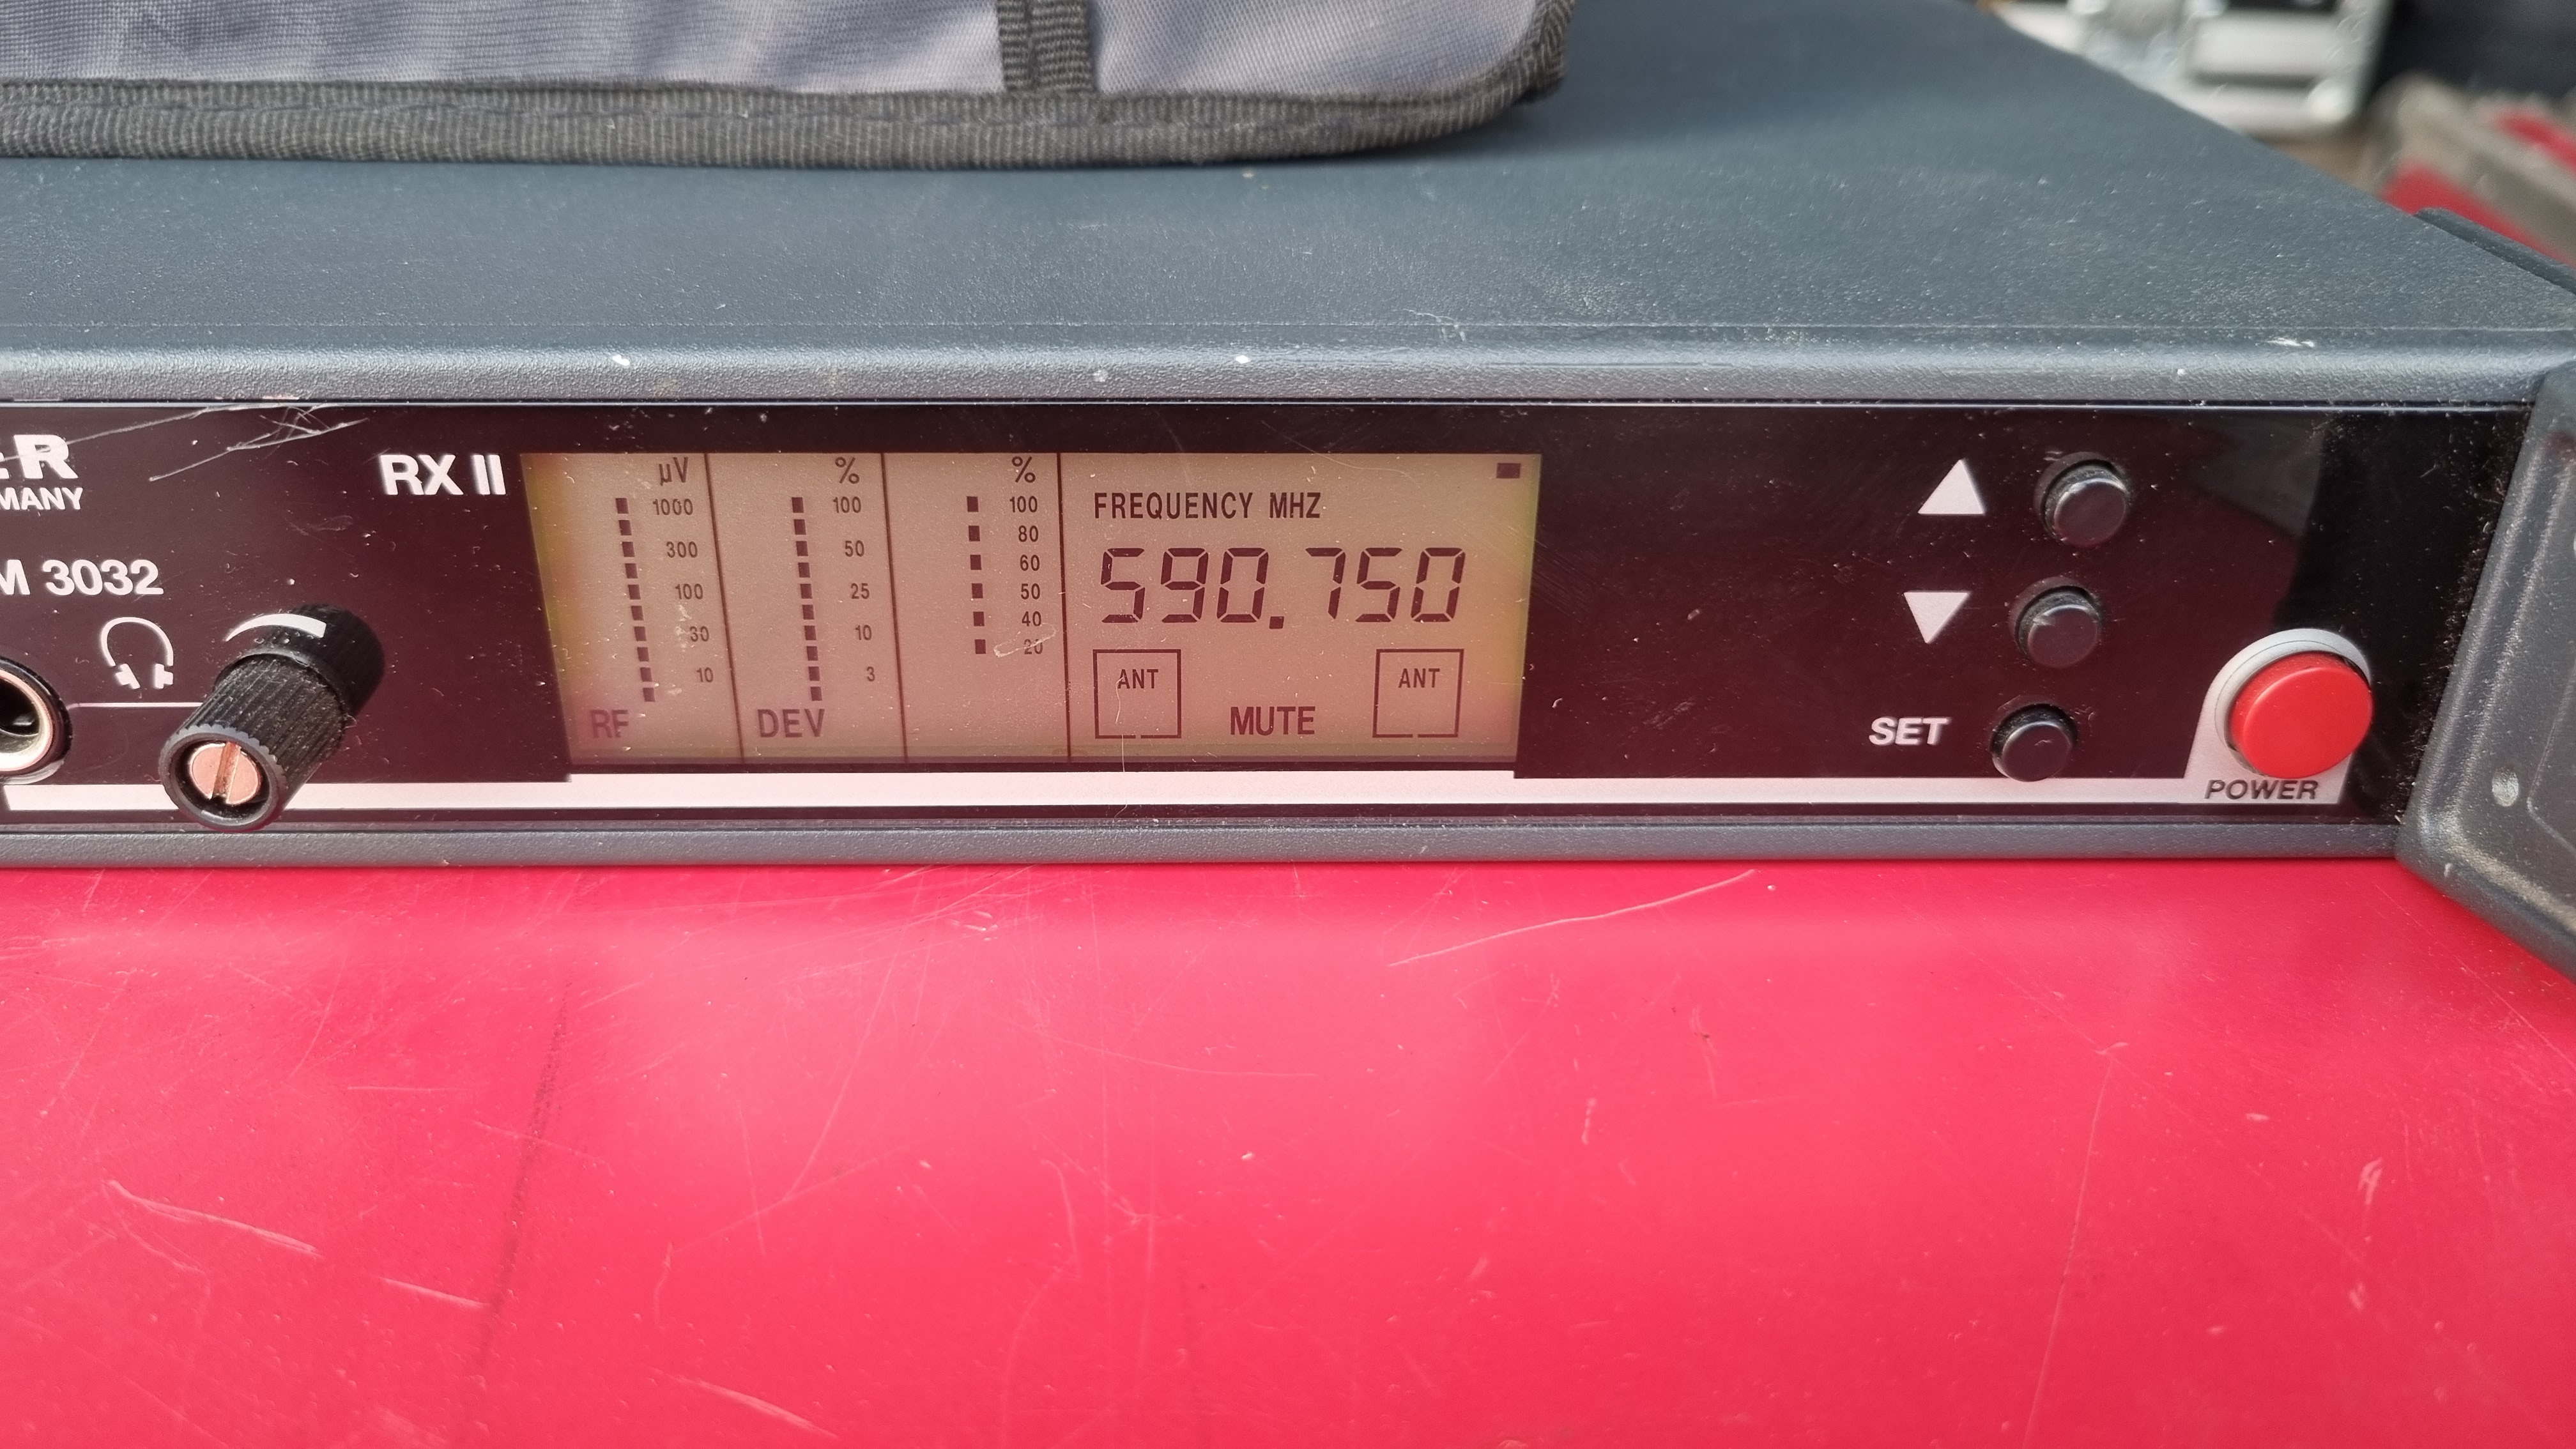 ER
MANY
M 3032
RX II
µV
1000
300
100
30
10
RF
%
100
50
25
10
3
DEV
%
100
80
60
50
40
20
FREQUENCY MHZ
590.750
ANT
MUTE
ANT
SET
POWER